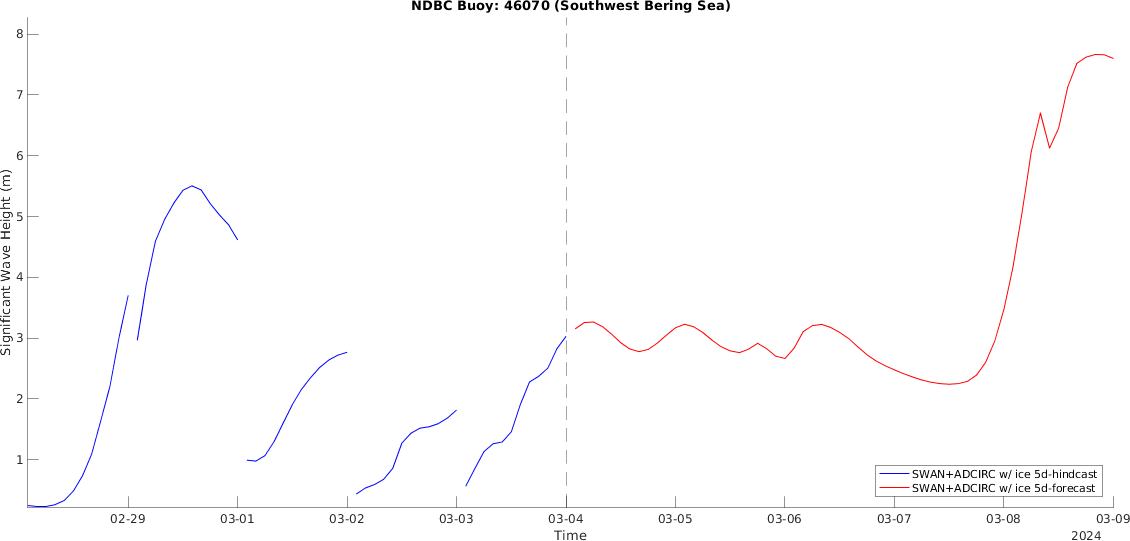 NDBC Buoy: 46070 (Southwest Bering Sea)
8
7
6
5
4
3
2
1
Significant Wave Height (m)
SWAN+ADCIRC w/ ice 5d-hindcast
SWAN+ADCIRC w/ ice 5d-forecast
02-29 03-01 03-02 03-03 03-04 03-05 03-06 03-07 03-08 03-09
Time
2024